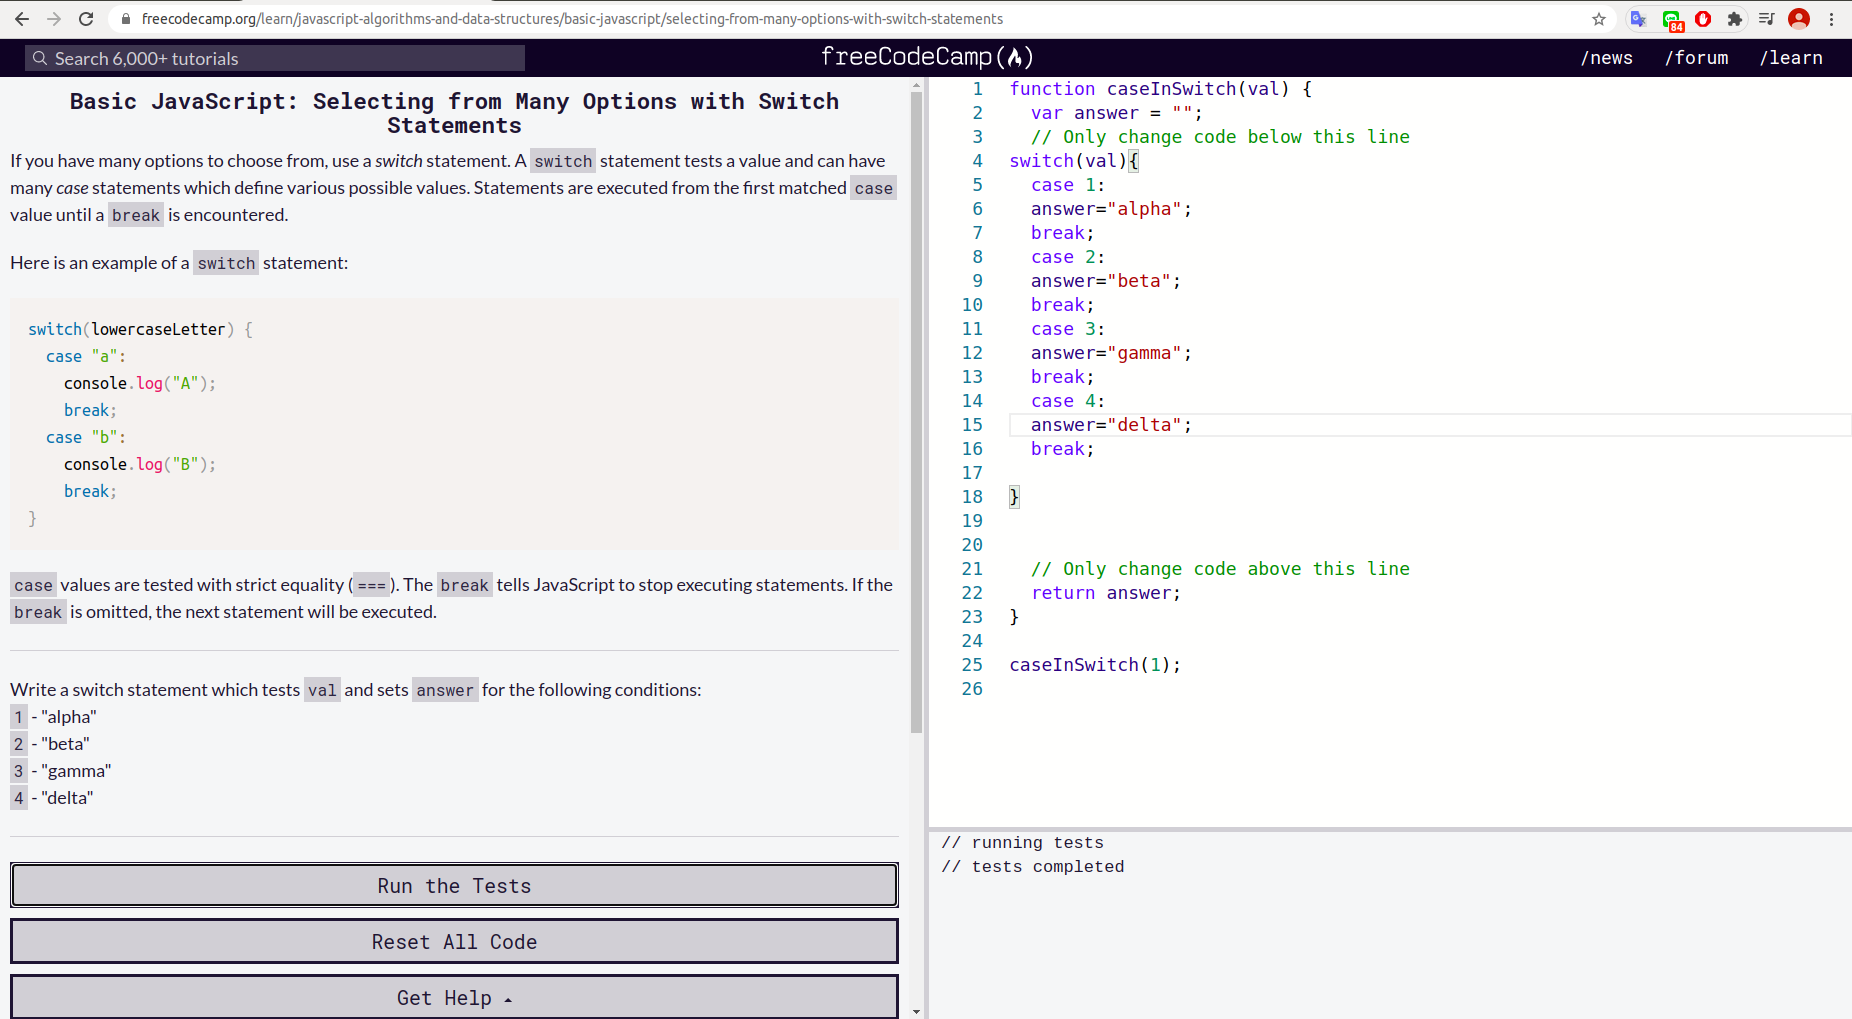 freecodecamp.org/learn/javascript-algorithms-and-data-structures/basic-javascript/selecting-from-many-options-with-switch-statements
84
Search 6,000+ tutorials
freeCodeCamp
/news
/forum
/learn
Basic JavaScript: Selecting from Many Options with Switch
Statements
If you have many options to choose from, use a switch statement. A switch statement tests a value and can have
many case statements which define various possible values. Statements are executed from the first matched case
value until a break is encountered.
Here is an example of a switch statement:
switch(lowercaseLetter) {
case "a":
console.log("A");
break;
case "b":
console.log("B");
break;
}
case values are tested with strict equality (===). The break tells JavaScript to stop executing statements. If the
break is omitted, the next statement will be executed.
Write a switch statement which tests val and sets answer for the following conditions:
1 - "alpha"
2 - "beta"
3 - "gamma"
4 - "delta"
Run the Tests
Reset All Code
Get Help
1 function caseInSwitch(val) {
2 var answer = "";
3 // Only change code below this line
4 switch(val){
5 case 1:
6 answer="alpha";
7 break;
8 case 2:
9 answer="beta";
10 break;
11 case 3:
12 answer="gamma";
13 break;
14 case 4:
15 answer="delta";
16 break;
17
18 }
19
20
21 // Only change code above this line
22 return answer;
23 }
24
25 caseInSwitch(1);
26
// running tests
// tests completed